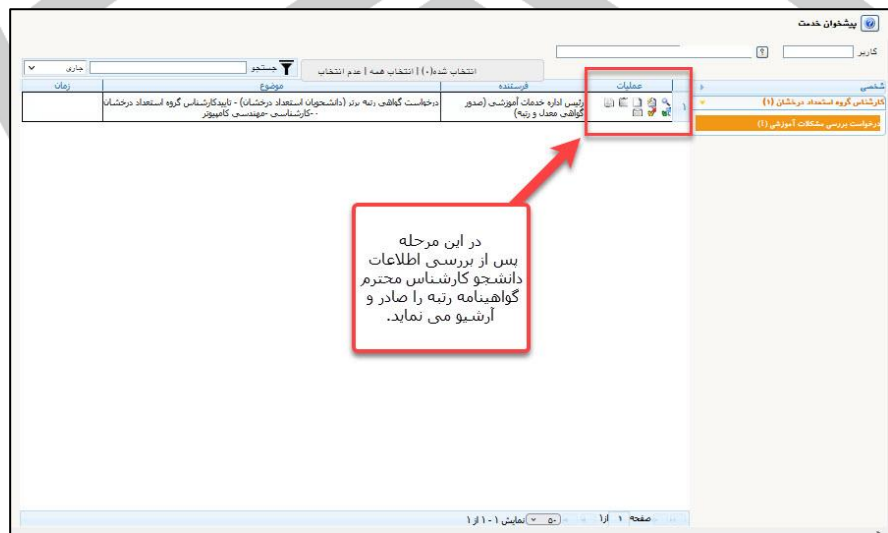 پیشخوان خدمت
کاربر
انتخاب شده(۰) | انتخاب همه | عدم انتخاب
جستجو
جاری
شخصی
عملیات
فرستنده
موضوع
زمان
کارشناس گروه استعداد درخشان (۱)
درخواست بررسی مشکلات آموزشی (۱)
۱
رئیس اداره خدمات آموزشی (صدور
گواهی معدل و رتبه)
درخواست گواهی رتبه برتر (دانشجویان استعداد درخشان) - تاییدکارشناس گروه استعداد درخشان
۰-کارشناسی -مهندسی کامپیوتر
در این مرحله
پس از بررسی اطلاعات
دانشجو کارشناس محترم
گواهینامه رتبه را صادر و
آرشیو می نماید.
صفحه ۱ از۱
۵۰
نمایش ۱ - ۱ از ۱